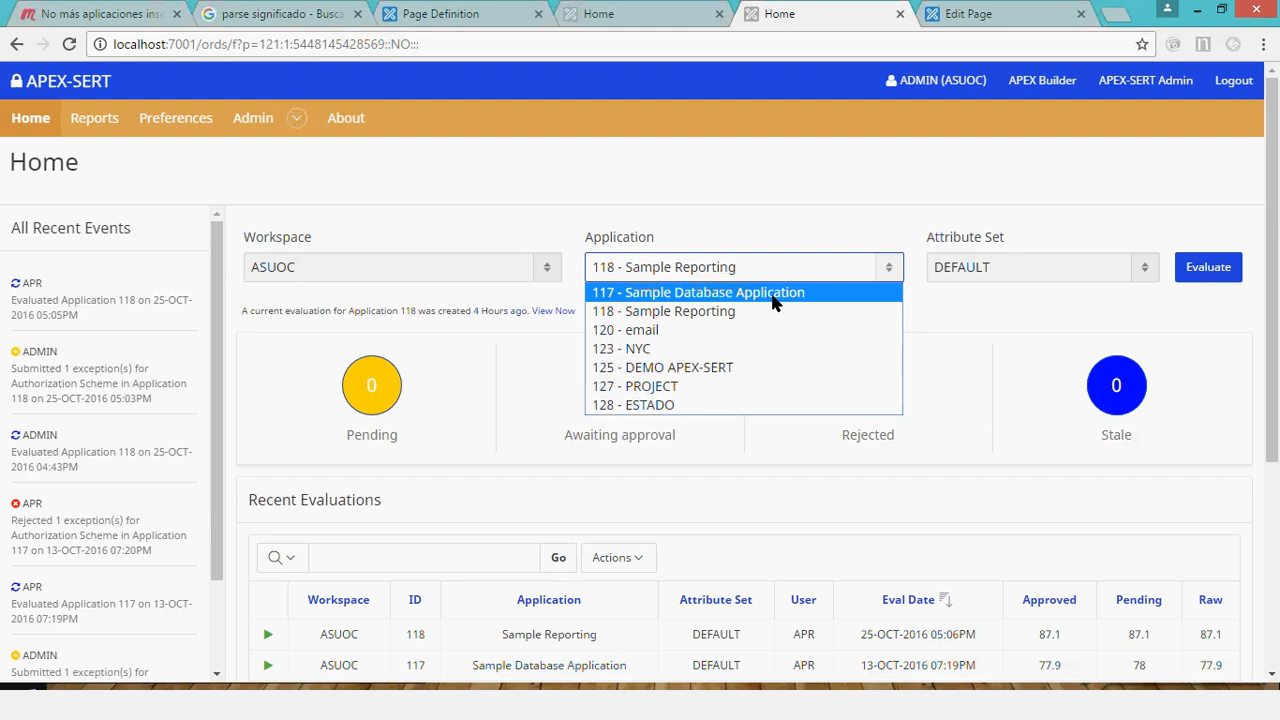 No más aplicaciones inse
parse significado - Busca
Page Definition
Home
Home
Edit Page
localhost:7001/ords/f?p=121:1:5448145428569::NO:::
APEX-SERT
ADMIN (ASUOC)
APEX Builder
APEX-SERT Admin
Logout
Home
Reports
Preferences
Admin
About
Home
All Recent Events
APR
Evaluated Application 118 on 25-OCT-
2016 05:05PM
ADMIN
Submitted 1 exception(s) for
Authorization Scheme in Application
118 on 25-OCT-2016 05:03PM
ADMIN
Evaluated Application 118 on 25-OCT-
2016 04:43PM
APR
Rejected 1 exception(s) for
Authorization Scheme in Application
117 on 13-OCT-2016 07:20PM
APR
Evaluated Application 117 on 13-OCT-
2016 07:19PM
ADMIN
Submitted 1 exception(s) for
Workspace
ASUOC
Application
118 - Sample Reporting
117 - Sample Database Application
118 - Sample Reporting
120 - email
123 - NYC
125 - DEMO APEX-SERT
127 - PROJECT
128 - ESTADO
Attribute Set
DEFAULT
Evaluate
A current evaluation for Application 118 was created 4 Hours ago. View Now
0
Pending
Awaiting approval
Rejected
0
Stale
Recent Evaluations
Go
Actions
Workspace ID Application Attribute Set User Eval Date Approved Pending Raw
ASUOC 118 Sample Reporting DEFAULT APR 25-OCT-2016 05:06PM 87.1 87.1 87.1
ASUOC 117 Sample Database Application DEFAULT APR 13-OCT-2016 07:19PM 77.9 78 77.9